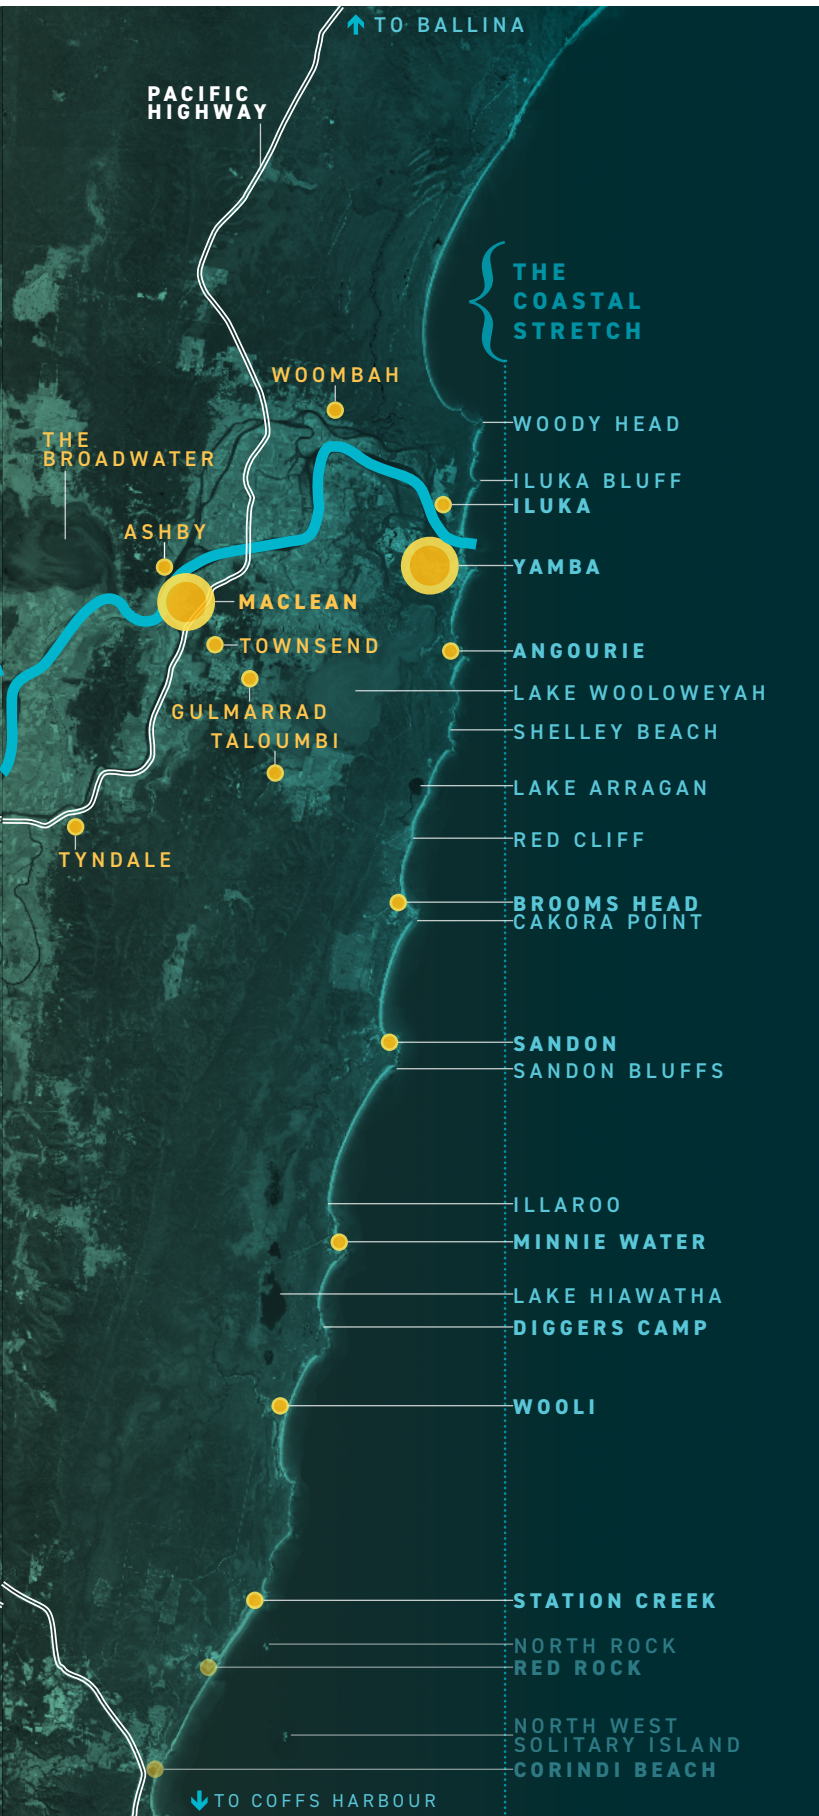 TO BALLINA
PACIFIC
HIGHWAY
THE
COASTAL
STRETCH
WOOMBAH
WOODY HEAD
THE
BROADWATER
ILUKA BLUFF
ILUKA
ASHBY
YAMBA
MACLEAN
TOWNSEND
ANGOURIE
LAKE WOOLOWEYAH
GULMARRAD
SHELLEY BEACH
TALOUMBI
LAKE ARRAGAN
RED CLIFF
TYNDALE
BROOMS HEAD
CAKORA POINT
SANDON
SANDON BLUFFS
ILLAROO
MINNIE WATER
LAKE HIAWATHA
DIGGERS CAMP
WOOLI
STATION CREEK
NORTH ROCK
RED ROCK
NORTH WEST
SOLITARY ISLAND
CORINDI BEACH
TO COFFS HARBOUR